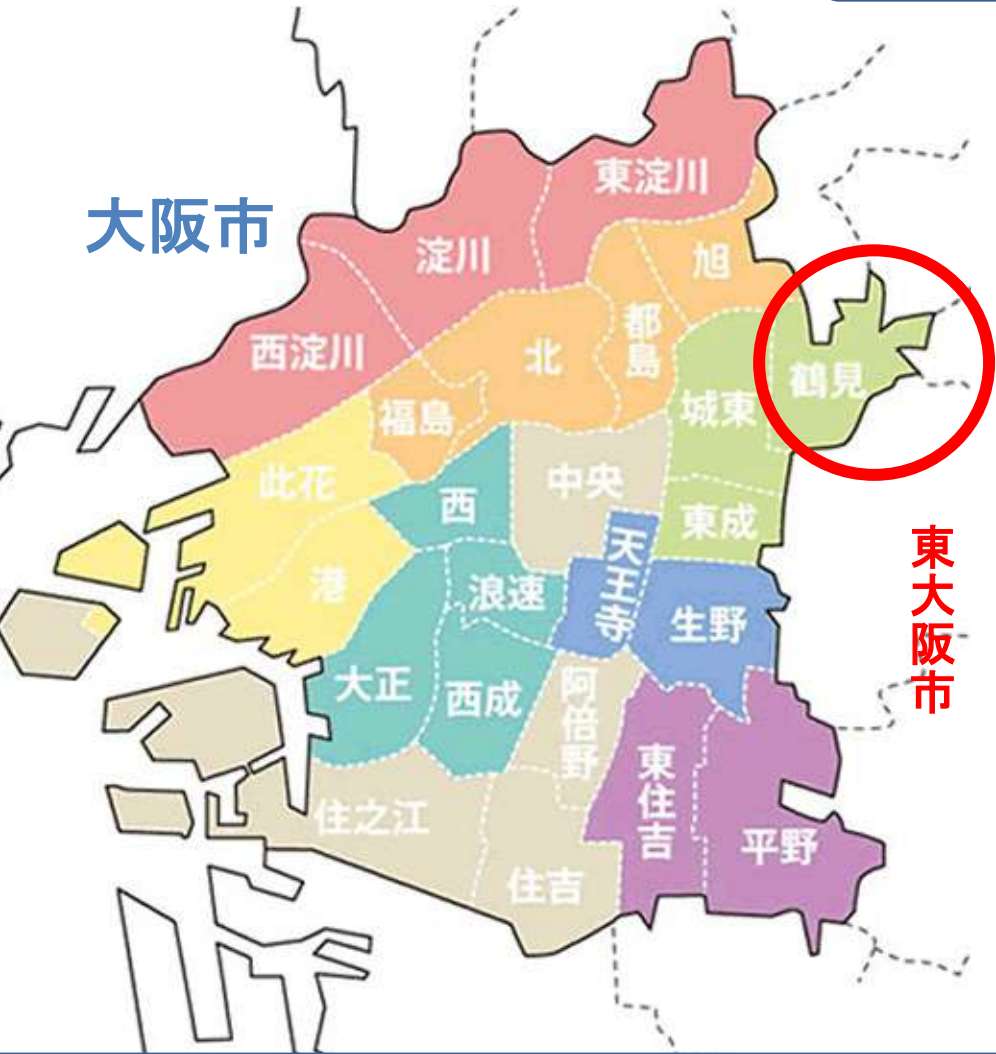 大阪市
東淀川
淀川
旭
西淀川
都島
北
鶴見
福島
城東
此花
中央
西
東成
天王寺
港
浪速
生野
東大阪市
大正
西成
阿倍野
東住吉
住之江
平野
住吉